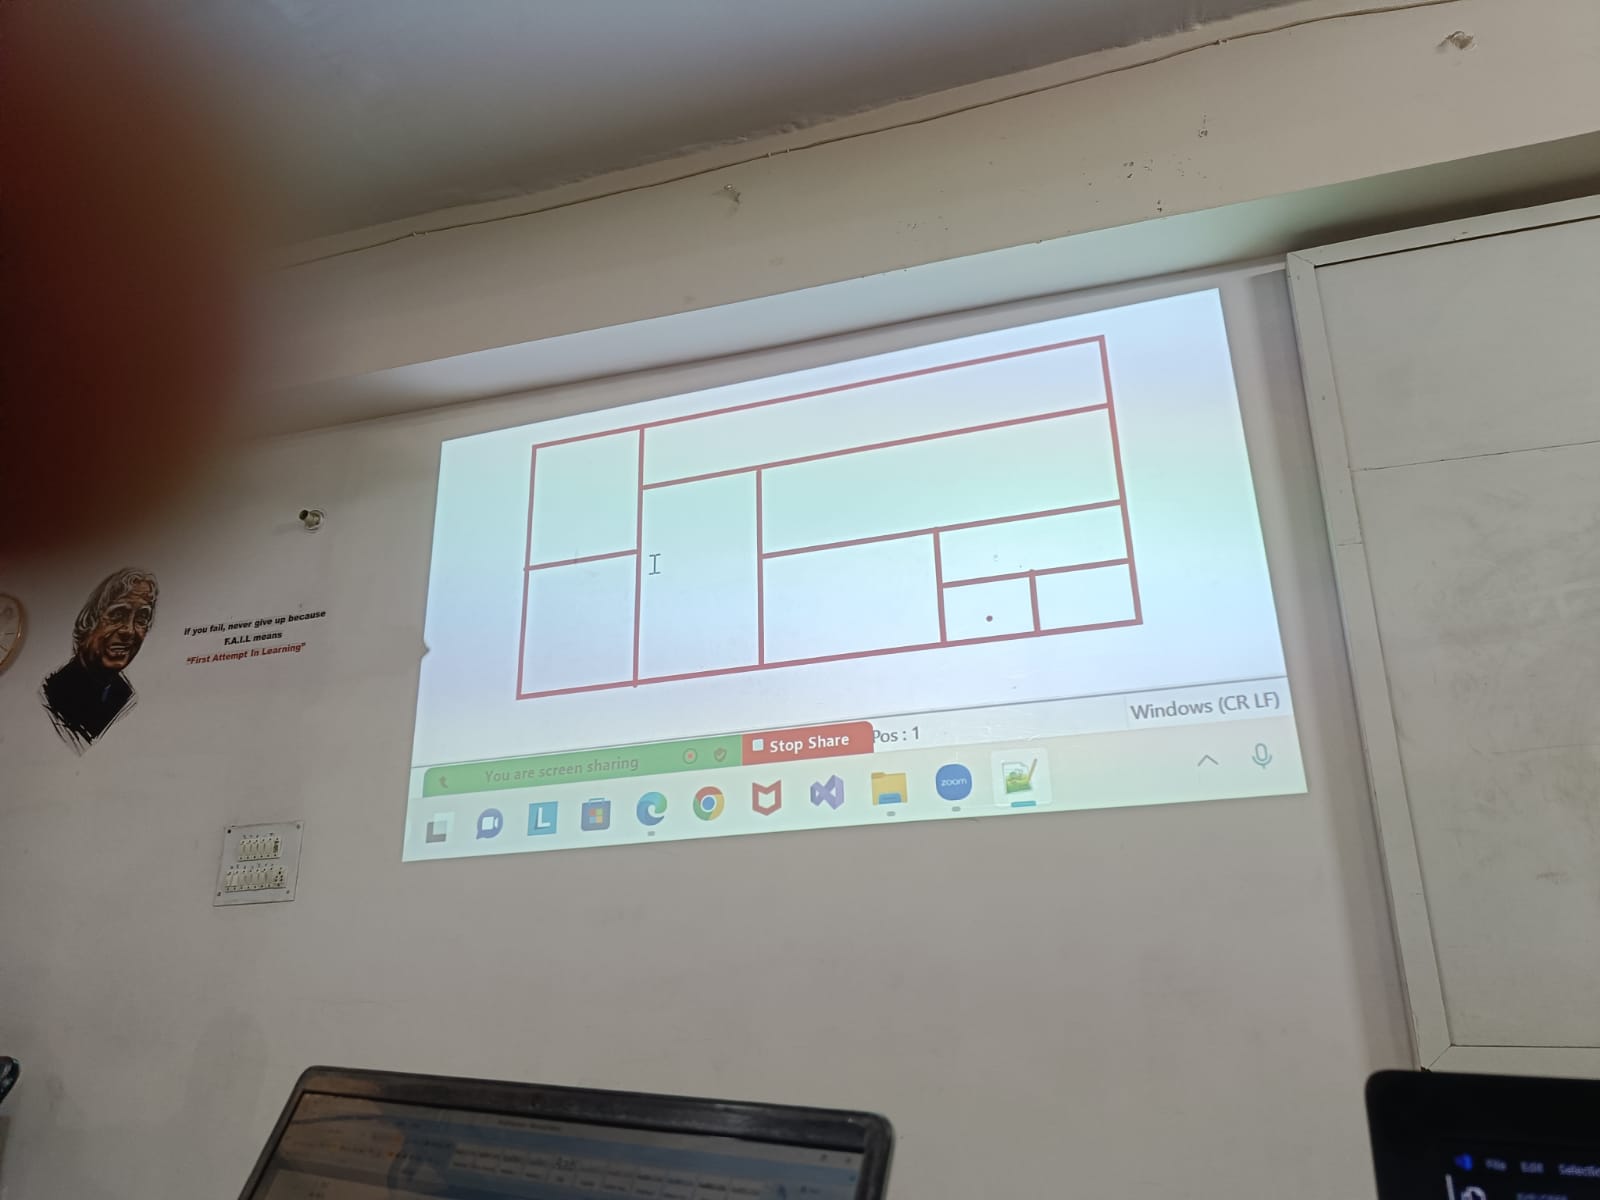 if you fail, never give up because
F.A.I.L means
"First Attempt In Learning"
Windows (CR LF)
Pos : 1
Stop Share
You are screen sharing
L
zoom
File Edit Selection